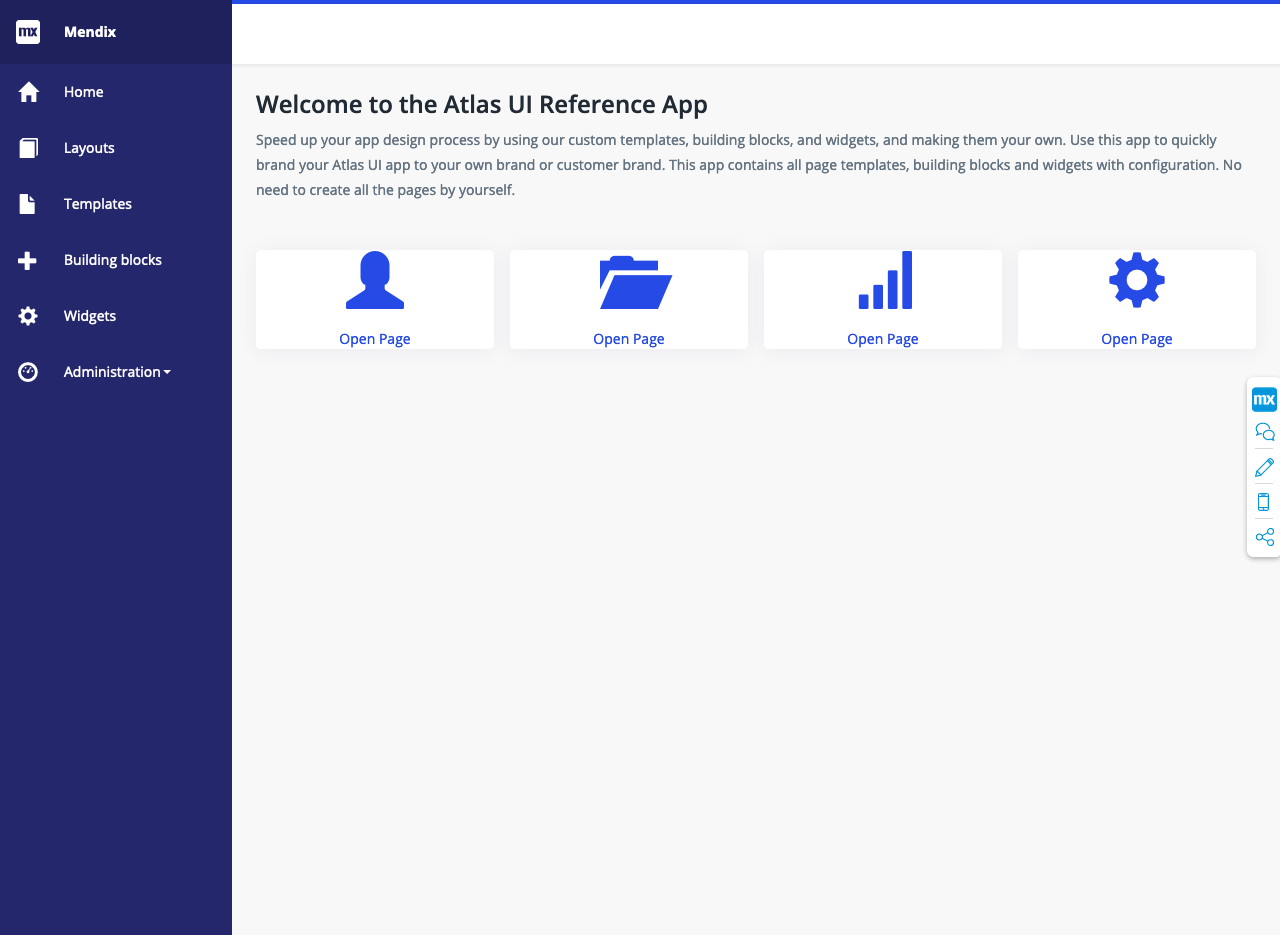 mx Mendix
Home
Layouts
Templates
Building blocks
Widgets
Administration
Welcome to the Atlas UI Reference App
Speed up your app design process by using our custom templates, building blocks, and widgets, and making them your own. Use this app to quickly
brand your Atlas UI app to your own brand or customer brand. This app contains all page templates, building blocks and widgets with configuration. No
need to create all the pages by yourself.
Open Page
Open Page
Open Page
Open Page
mx